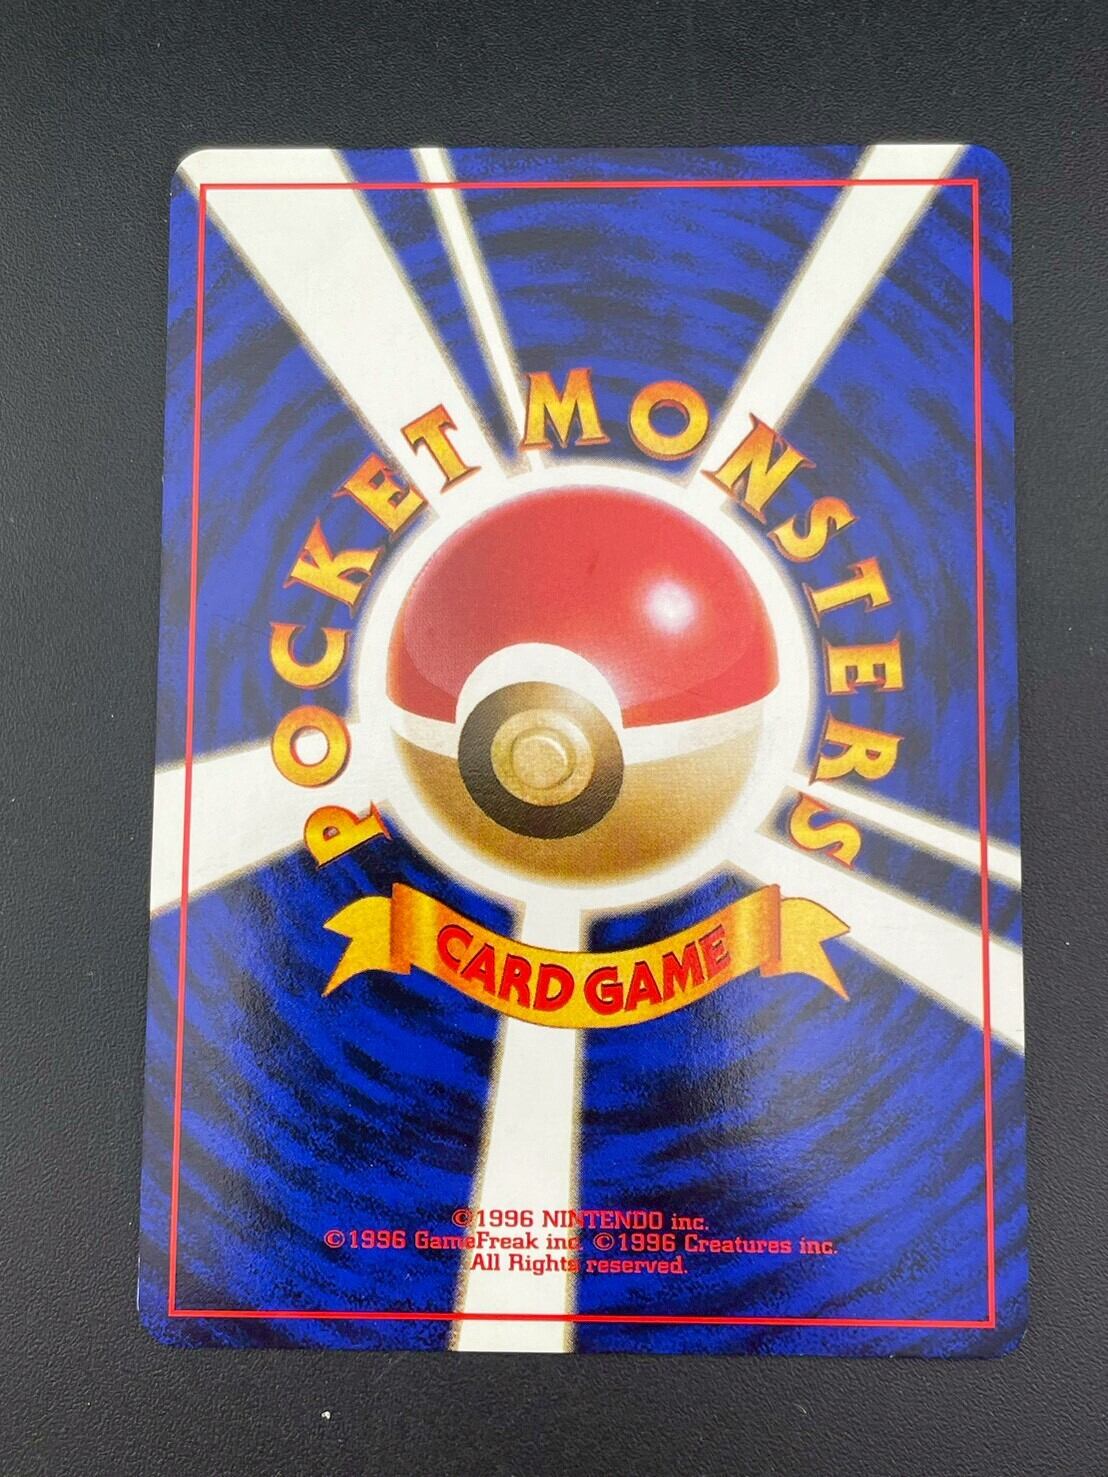 POCKET MONSTERS
CARD GAME
©1996 NINTENDO inc.
©1996 GameFreak inc. ©1996 Creatures inc.
All Rights reserved.